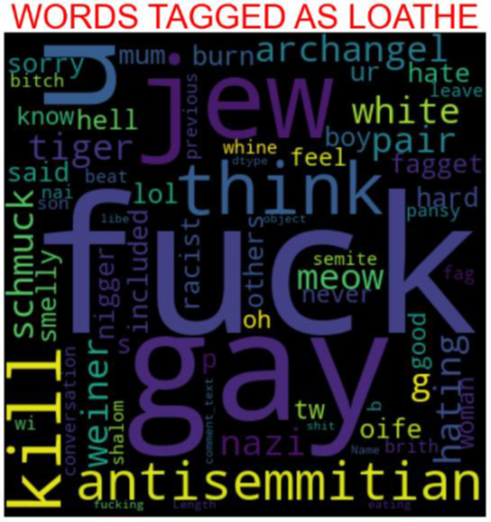 WORDS TAGGED AS LOATHE
sorry
u
mum
burn
archangel
bitch
jew
ur
hate
leave
know
hell
previous
white
tiger
whine
dtype
feel
boy
pair
fagget
said
beat
think
hard
nai
son
lol
pansy
libe
object
fuck
schmuck
smelly
nigger
included
racist
others
semite
meow
never
fag
oh
s
gay
p
good
g
hating
woman
kill
conversation
weiner
shalom
comment_text
tw
shit
b
oife
wi
nazi
Name
brith
antisemmitian
fucking
Length
eating